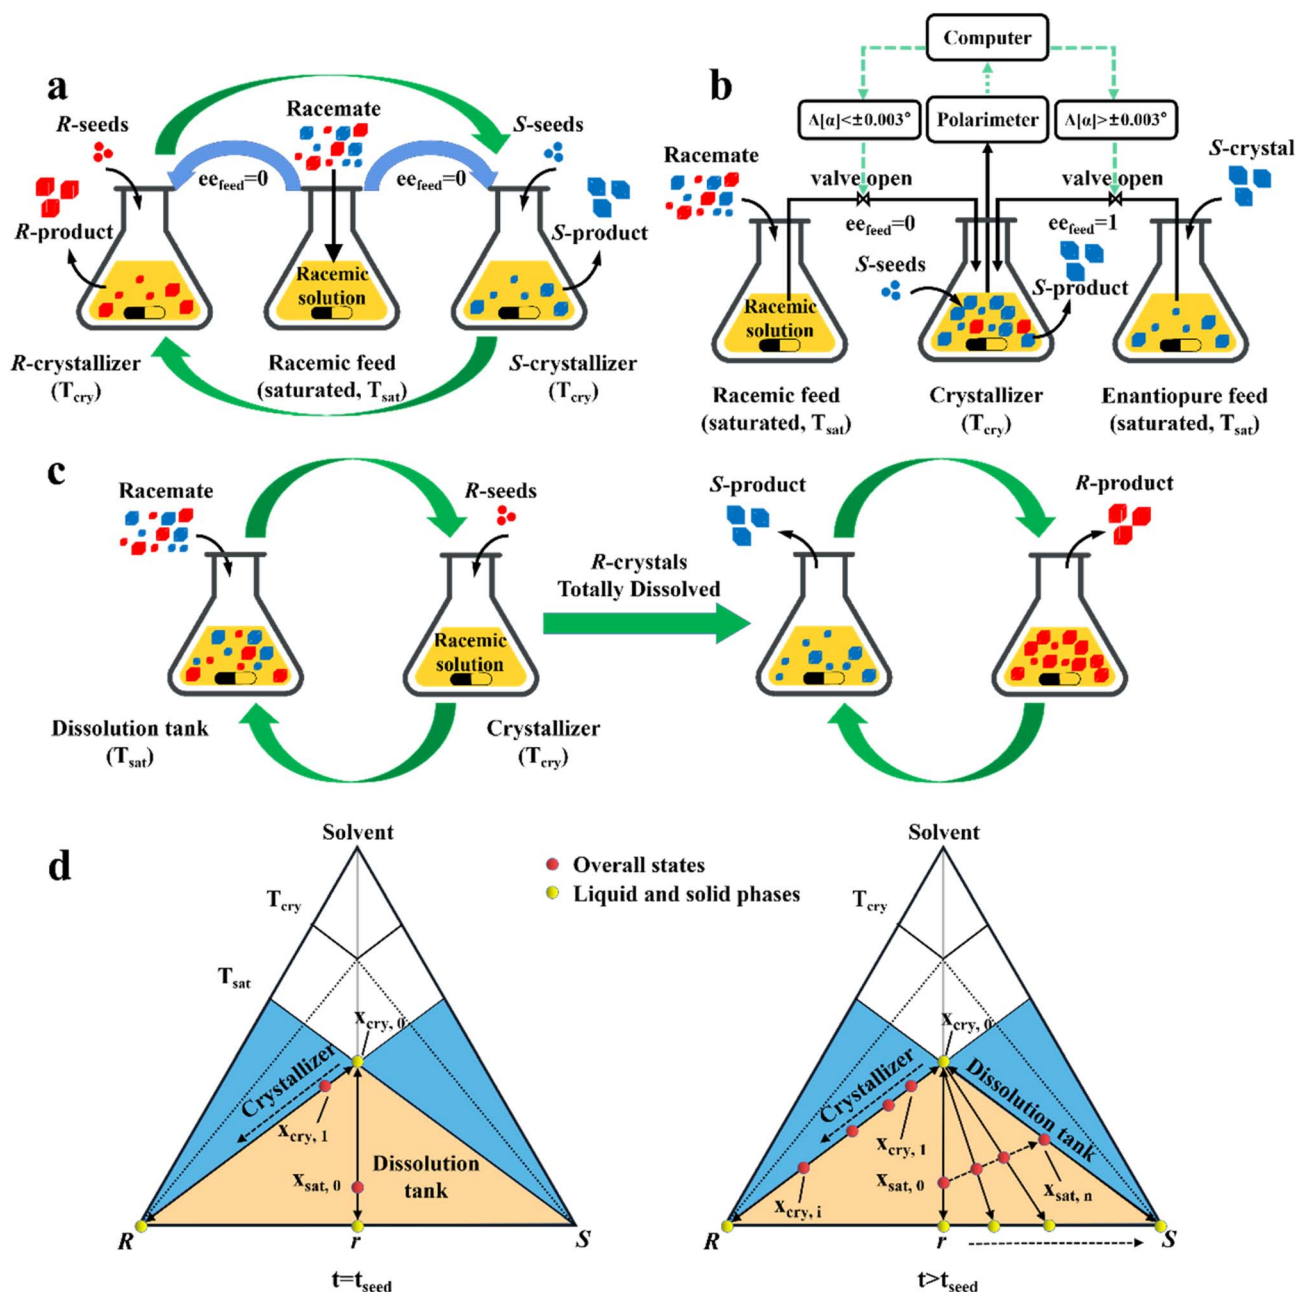 a
R-seeds
Racemate
S-seeds
ee_feed=0
ee_feed=0
R-product
S-product
Racemic
solution
R-crystallizer
(T_cry)
Racemic feed
(saturated, T_sat)
S-crystallizer
(T_cry)
b
Computer
Λ[α]<±0.003°
Polarimeter
Λ[α]>±0.003°
Racemate
valve open
valve open
S-crystal
ee_feed=0
ee_feed=1
S-seeds
S-product
Racemic
solution
Racemic feed
(saturated, T_sat)
Crystallizer
(T_cry)
Enantiopure feed
(saturated, T_sat)
c
Racemate
R-seeds
Racemic
solution
Dissolution tank
(T_sat)
Crystallizer
(T_cry)
R-crystals
Totally Dissolved
S-product
R-product
d
Solvent
T_cry
T_sat
x_cry, 0
Crystallizer
x_cry, 1
Dissolution
tank
x_sat, 0
R
r
S
t=t_seed
Overall states
Liquid and solid phases
Solvent
T_cry
x_cry, 0
Crystallizer
Dissolution tank
x_cry, 1
x_sat, 0
x_cry, i
x_sat, n
R
r
S
t>t_seed